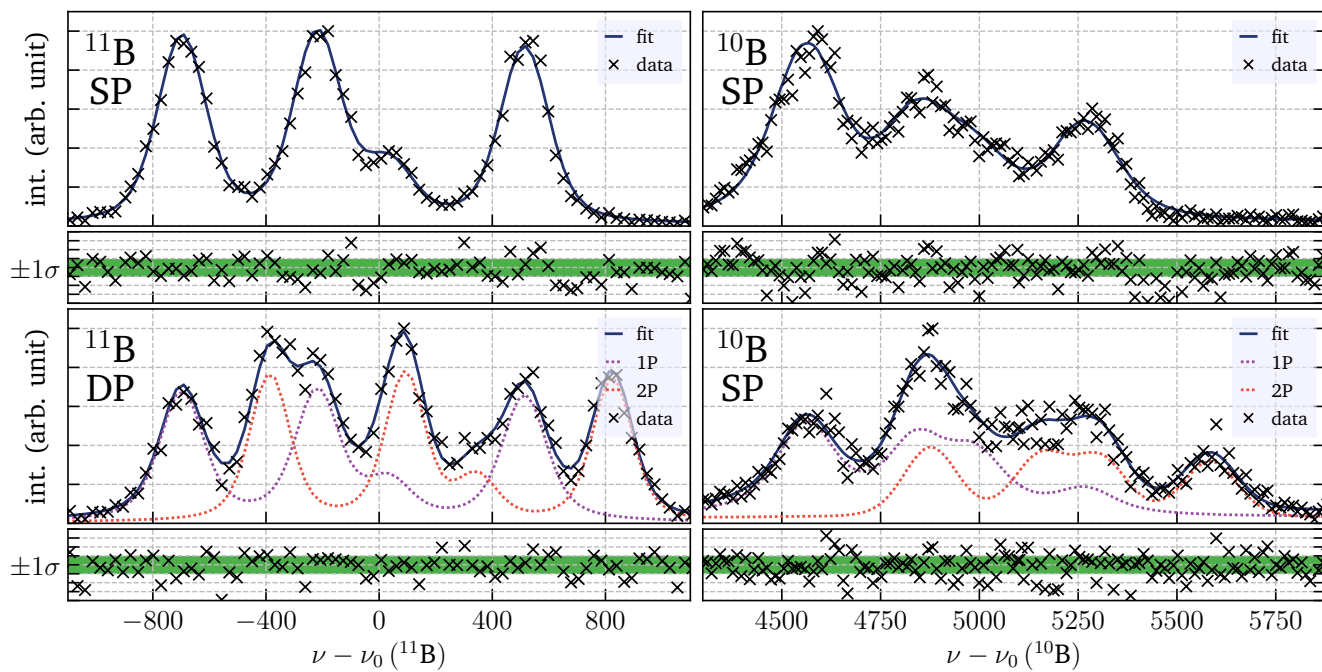 ¹¹B
SP
fit
data
int. (arb. unit)
¹⁰B
SP
fit
data
±1σ
¹¹B
DP
fit
1P
2P
data
int. (arb. unit)
¹⁰B
SP
fit
1P
2P
data
±1σ
−800 −400 0 400 800
ν − ν₀ (¹¹B)
4500 4750 5000 5250 5500 5750
ν − ν₀ (¹⁰B)